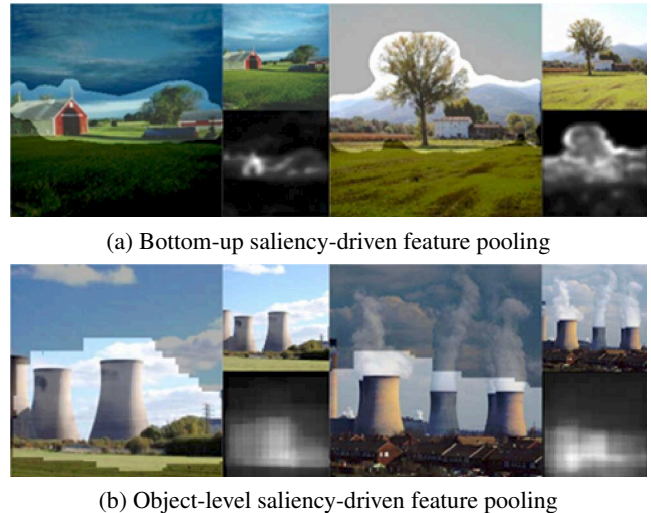 (a) Bottom-up saliency-driven feature pooling
(b) Object-level saliency-driven feature pooling